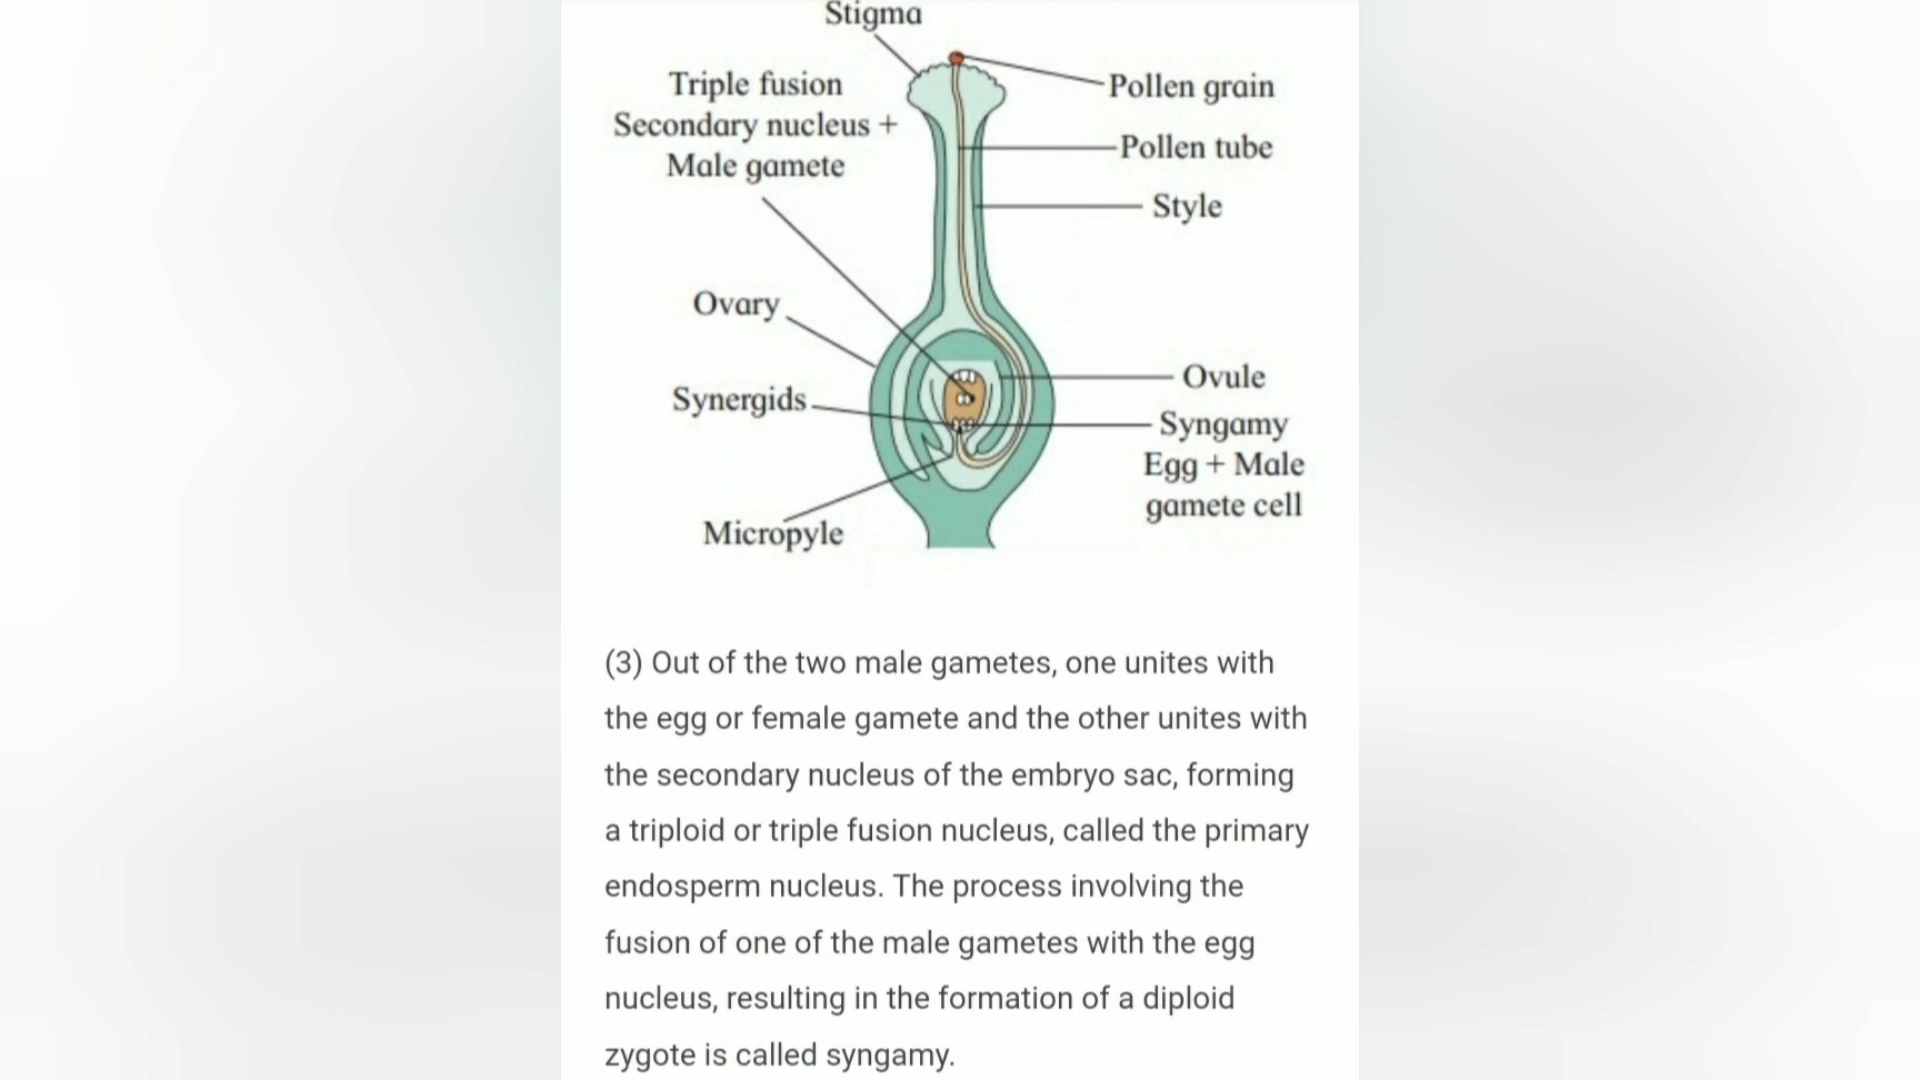 Stigma
Triple fusion
Secondary nucleus +
Male gamete
Pollen grain
Pollen tube
Style
Ovary
Synergids
Ovule
Syngamy
Egg + Male
gamete cell
Micropyle
(3) Out of the two male gametes, one unites with
the egg or female gamete and the other unites with
the secondary nucleus of the embryo sac, forming
a triploid or triple fusion nucleus, called the primary
endosperm nucleus. The process involving the
fusion of one of the male gametes with the egg
nucleus, resulting in the formation of a diploid
zygote is called syngamy.